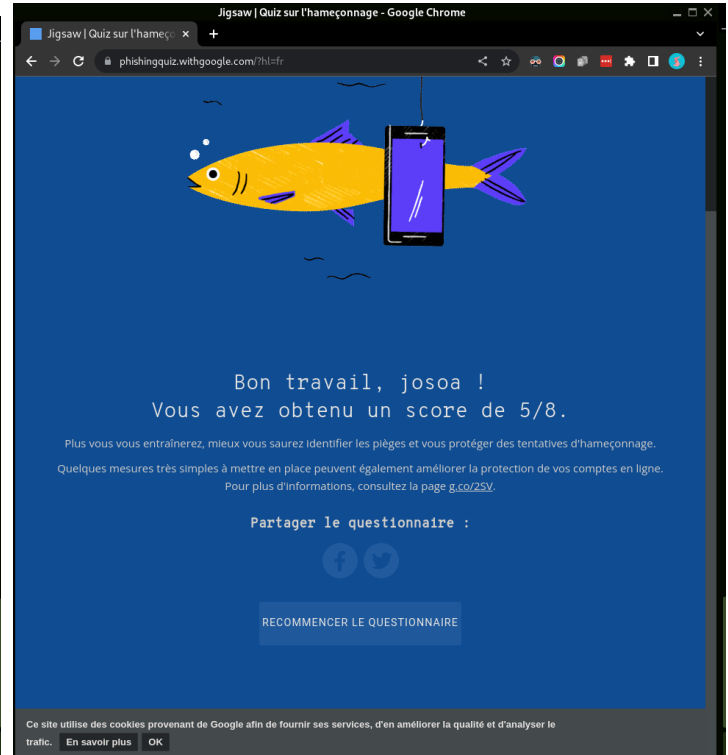 Jigsaw | Quiz sur l'hameçonnage - Google Chrome
Jigsaw | Quiz sur l'hameço
phishingquiz.withgoogle.com/?hl=fr
Bon travail, josoa !
Vous avez obtenu un score de 5/8.
Plus vous vous entraînerez, mieux vous saurez identifier les pièges et vous protéger des tentatives d'hameçonnage.
Quelques mesures très simples à mettre en place peuvent également améliorer la protection de vos comptes en ligne.
Pour plus d'informations, consultez la page g.co/2SV.
Partager le questionnaire :
RECOMMENCER LE QUESTIONNAIRE
Ce site utilise des cookies provenant de Google afin de fournir ses services, d'en améliorer la qualité et d'analyser le
trafic. En savoir plus OK